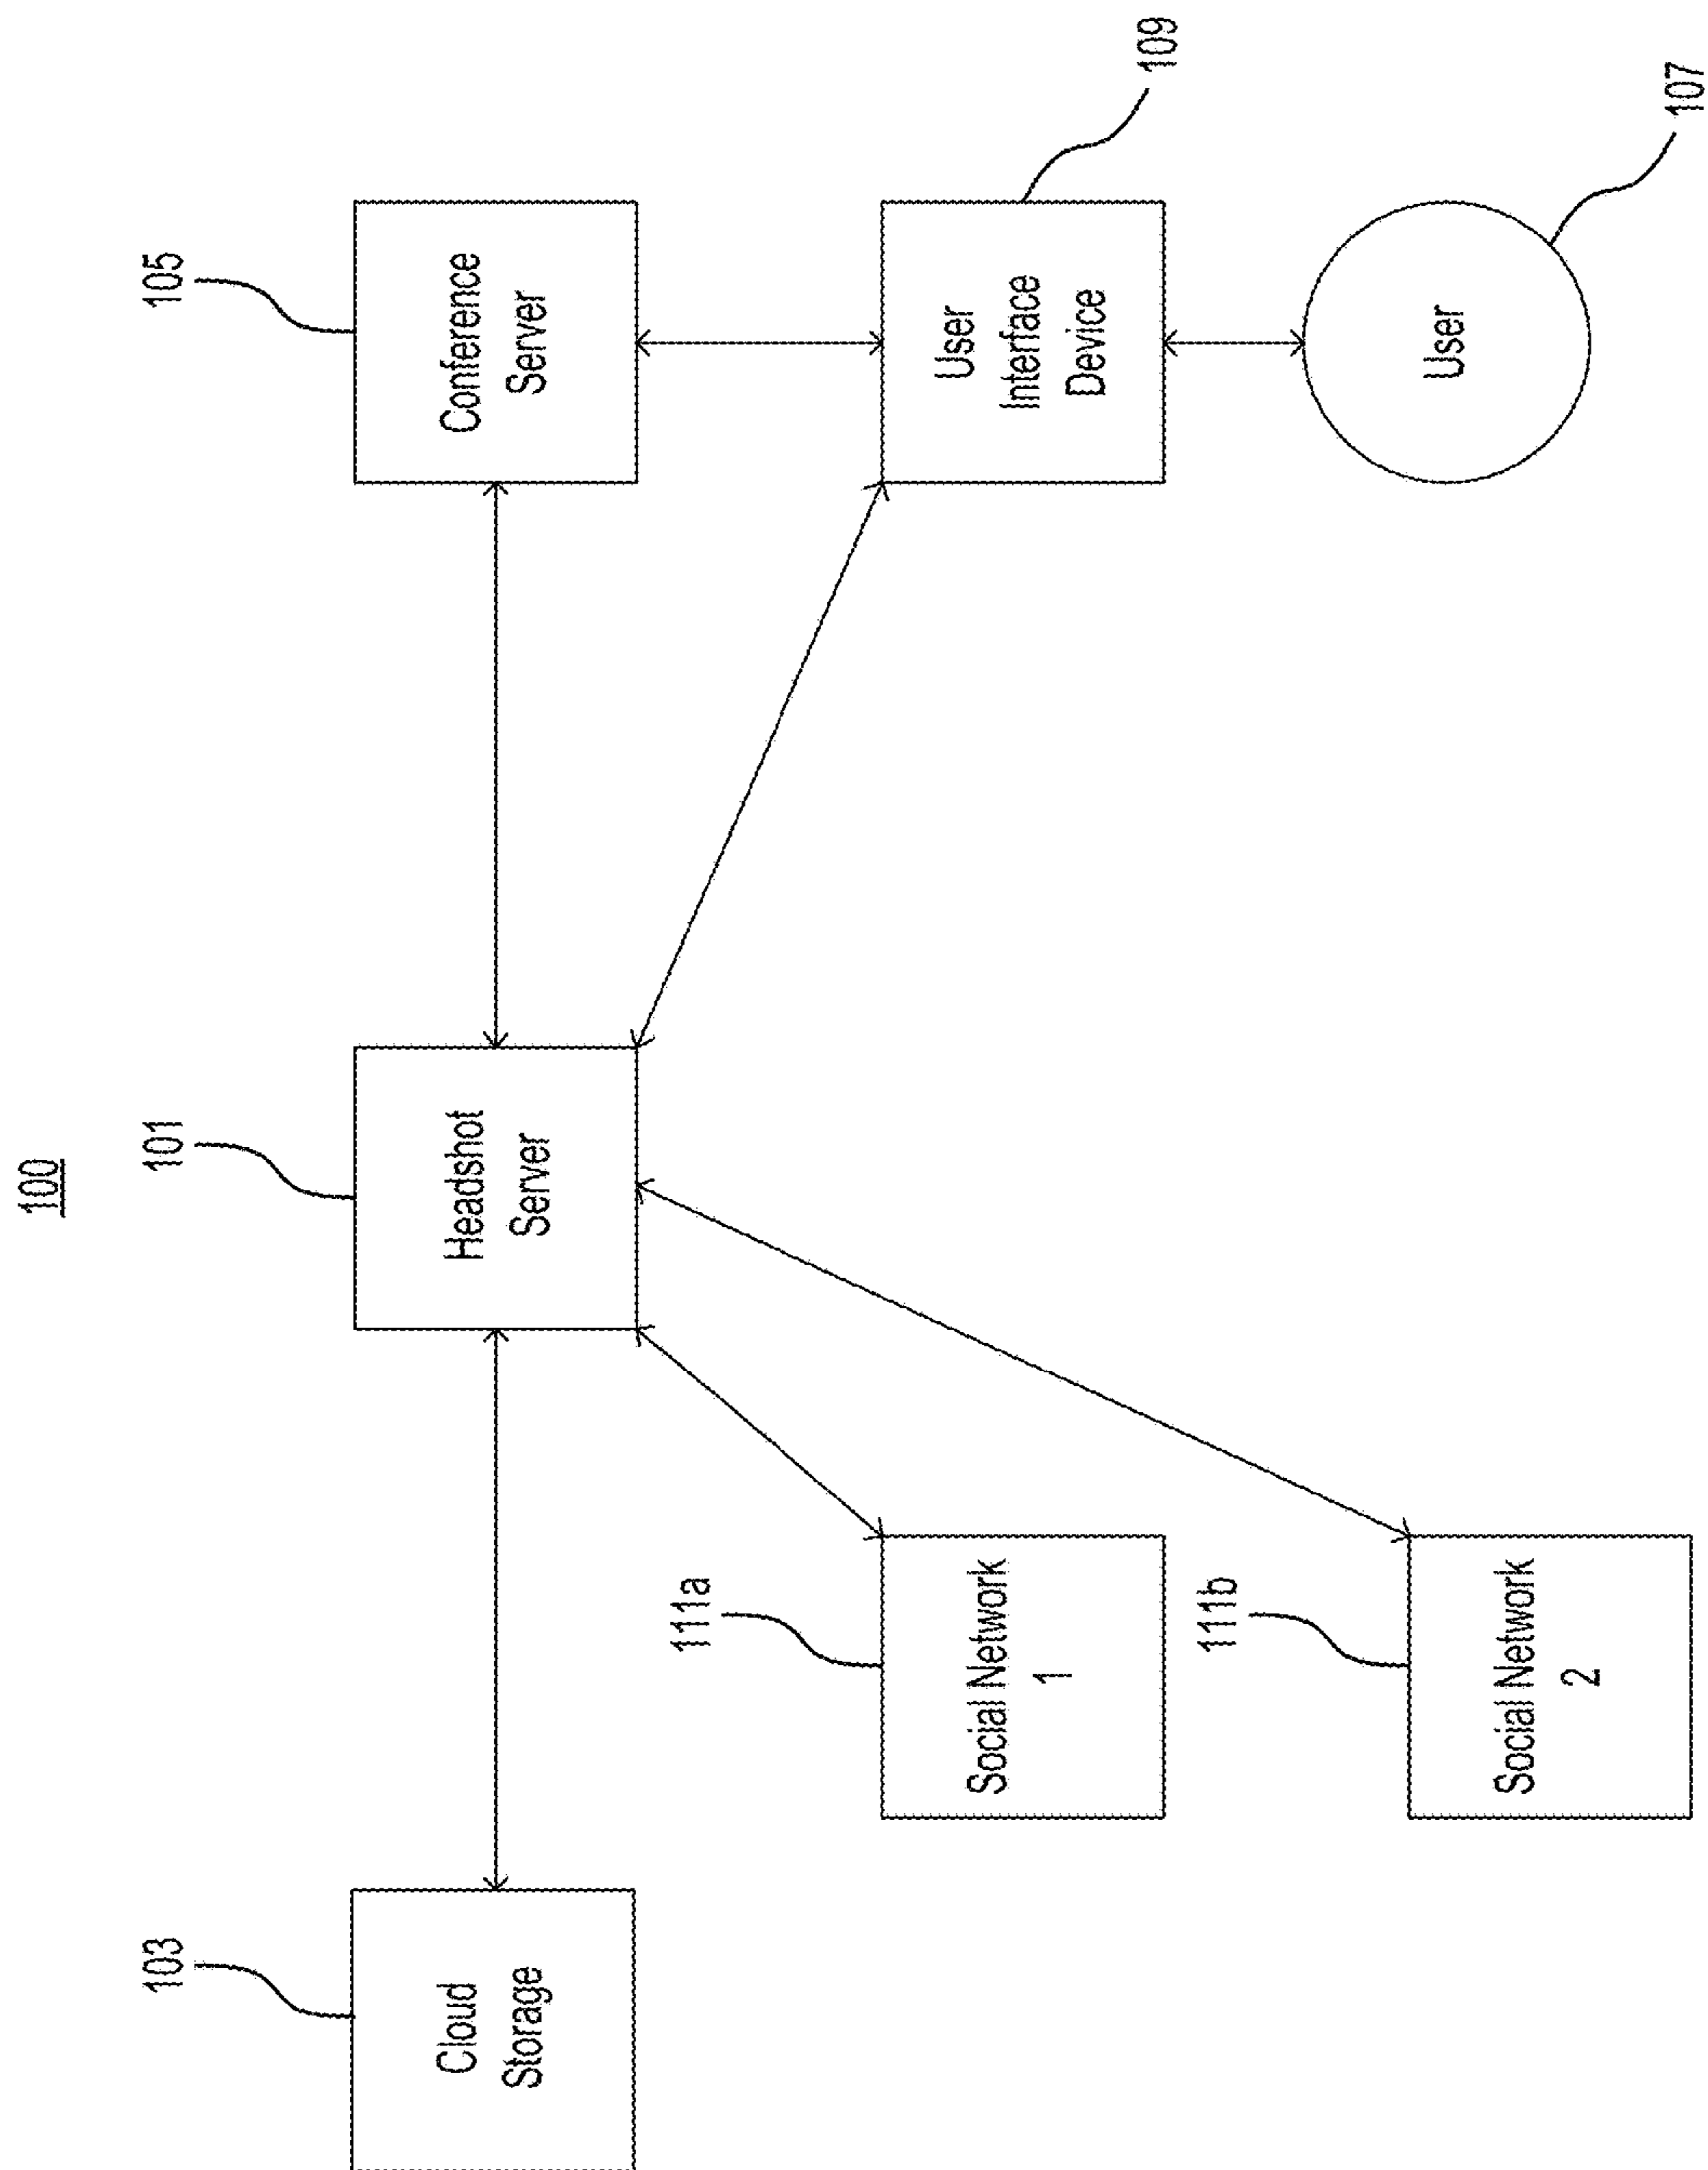 100
103
101
105
Cloud
Storage
Headshot
Server
Conference
Server
111a
Social Network
1
User
Interface
Device
109
111b
Social Network
2
User
107